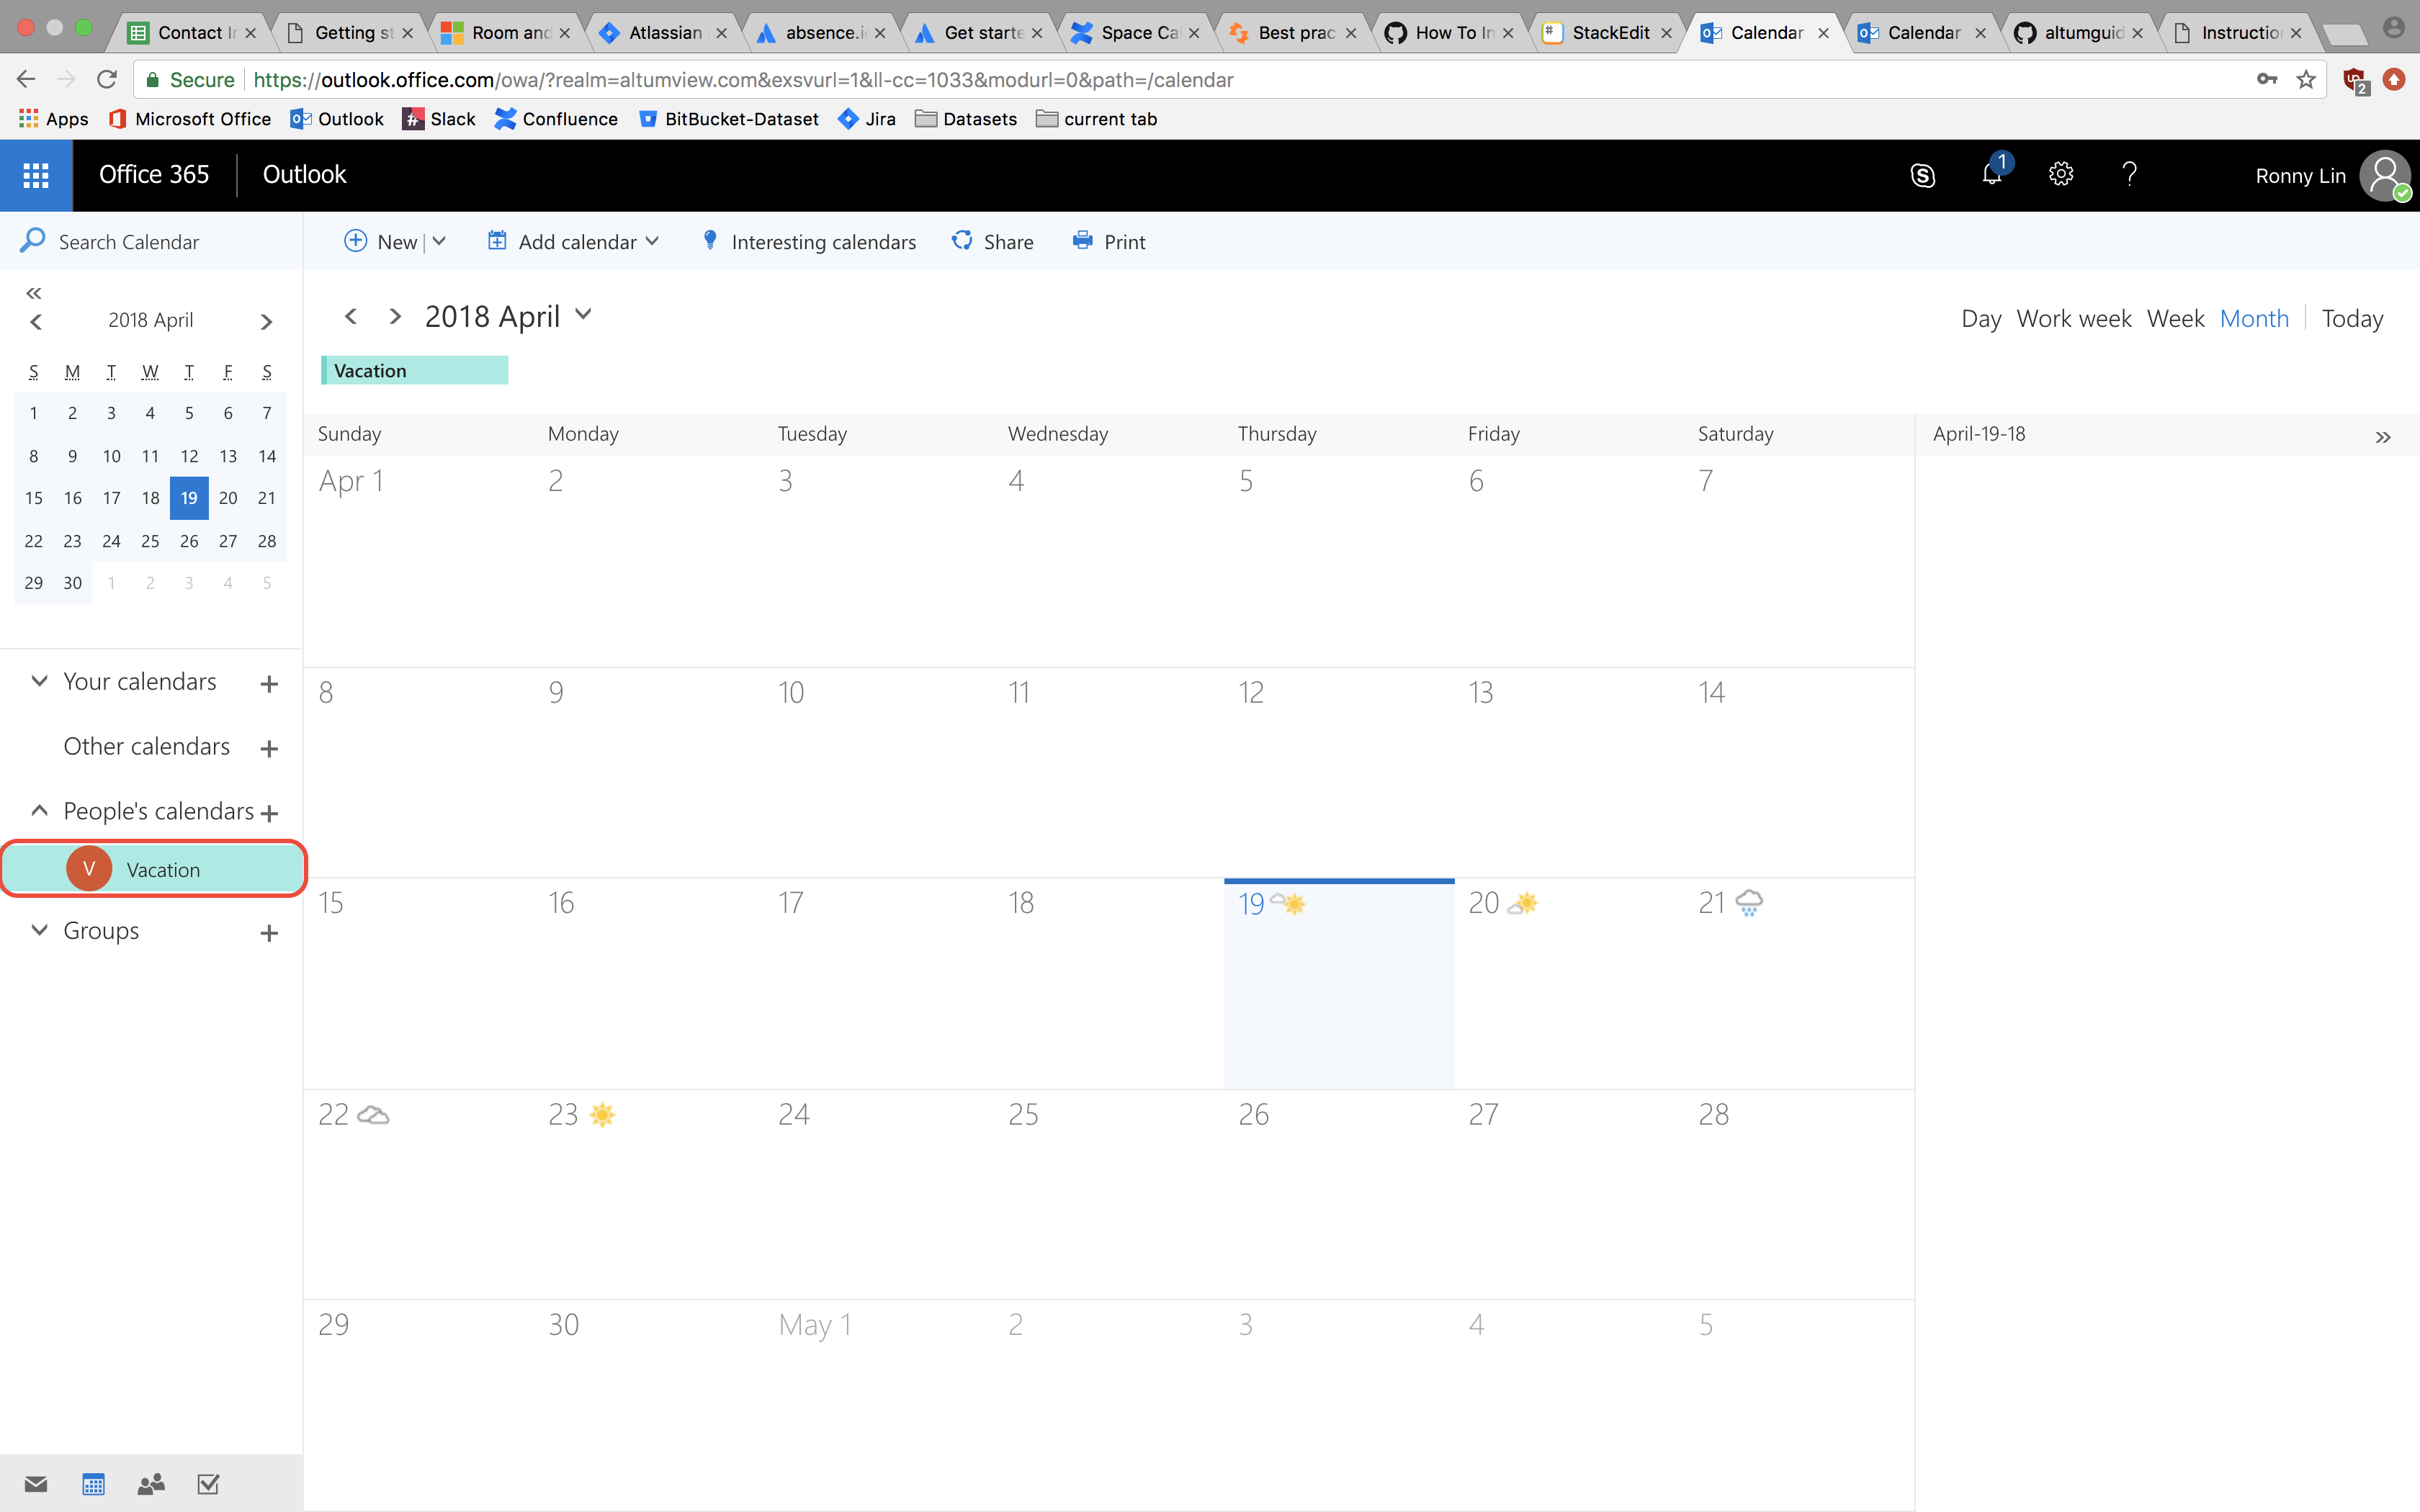 Contact In
Getting st
Room and
Atlassian
absence.i
Get starte
Space Ca
Best prac
How To In
StackEdit
Calendar
Calendar
altumguid
Instruction
Secure
https://outlook.office.com/owa/?realm=altumview.com&exsvurl=1&ll-cc=1033&modurl=0&path=/calendar
2
Apps Microsoft Office Outlook Slack Confluence BitBucket-Dataset Jira Datasets current tab
Office 365 Outlook
1
?
Ronny Lin
Search Calendar
New Add calendar Interesting calendars Share Print
2018 April
S M T W T F S
1 2 3 4 5 6 7
8 9 10 11 12 13 14
15 16 17 18 19 20 21
22 23 24 25 26 27 28
29 30 1 2 3 4 5
Your calendars
Other calendars
People's calendars
V Vacation
Groups
2018 April
Day Work week Week Month Today
Vacation
Sunday Monday Tuesday Wednesday Thursday Friday Saturday April-19-18
Apr 1 2 3 4 5 6 7
8 9 10 11 12 13 14
15 16 17 18 19 20 21
22 23 24 25 26 27 28
29 30 May 1 2 3 4 5